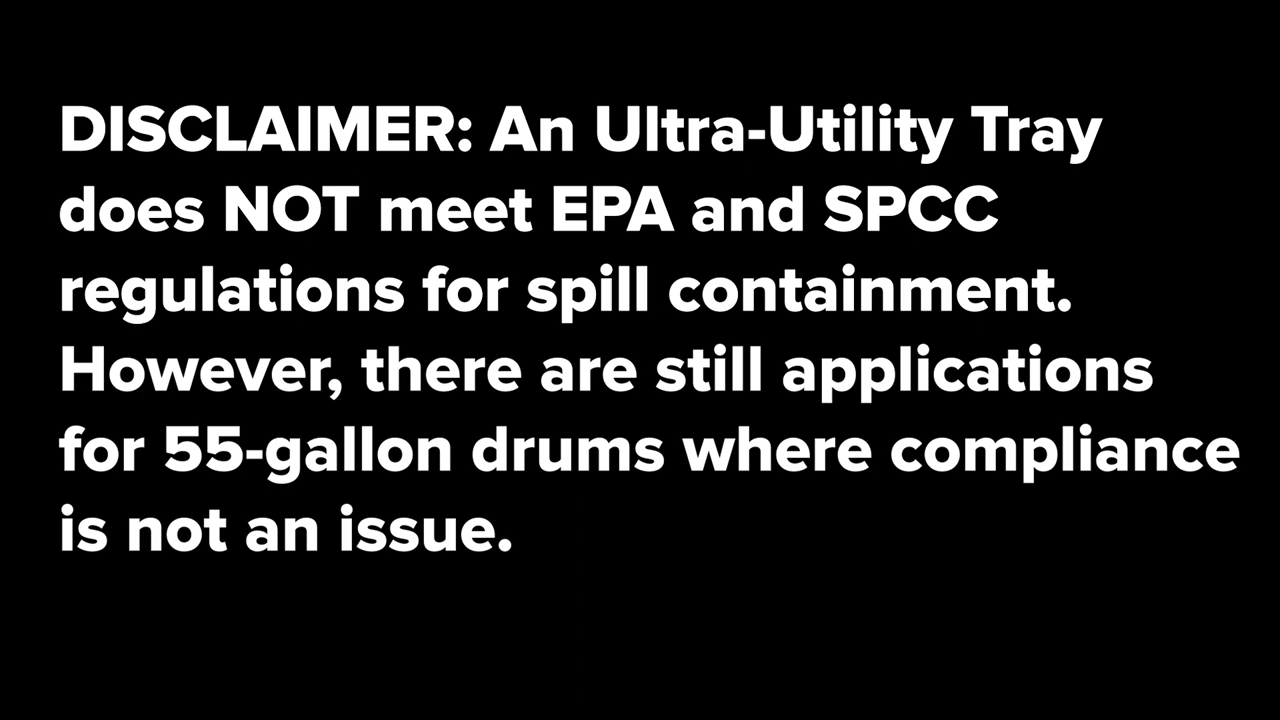 DISCLAIMER: An Ultra-Utility Tray
does NOT meet EPA and SPCC
regulations for spill containment.
However, there are still applications
for 55-gallon drums where compliance
is not an issue.